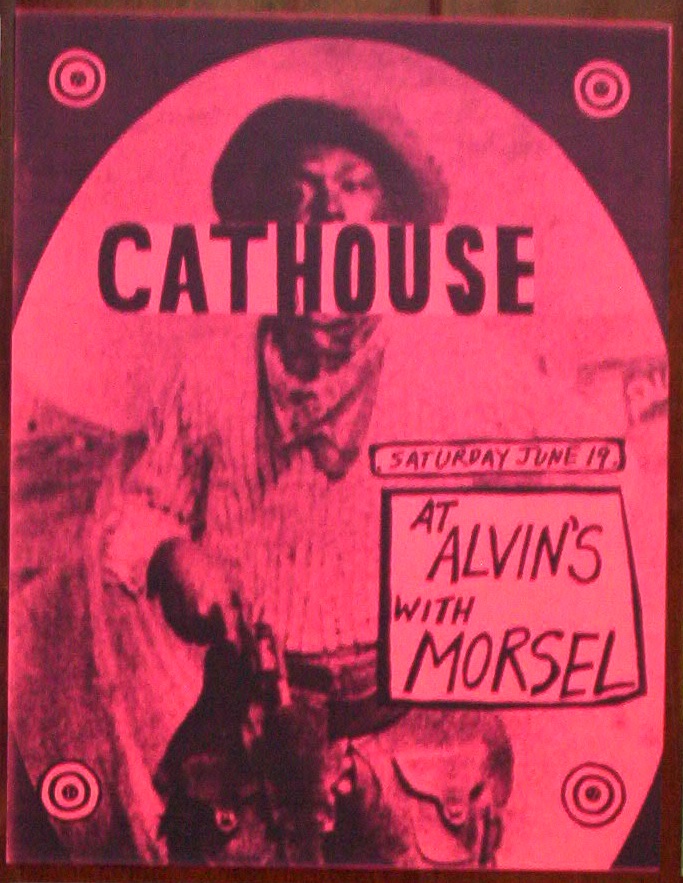 CATHOUSE
SATURDAY JUNE 19.
AT
ALVIN'S
WITH
MORSEL